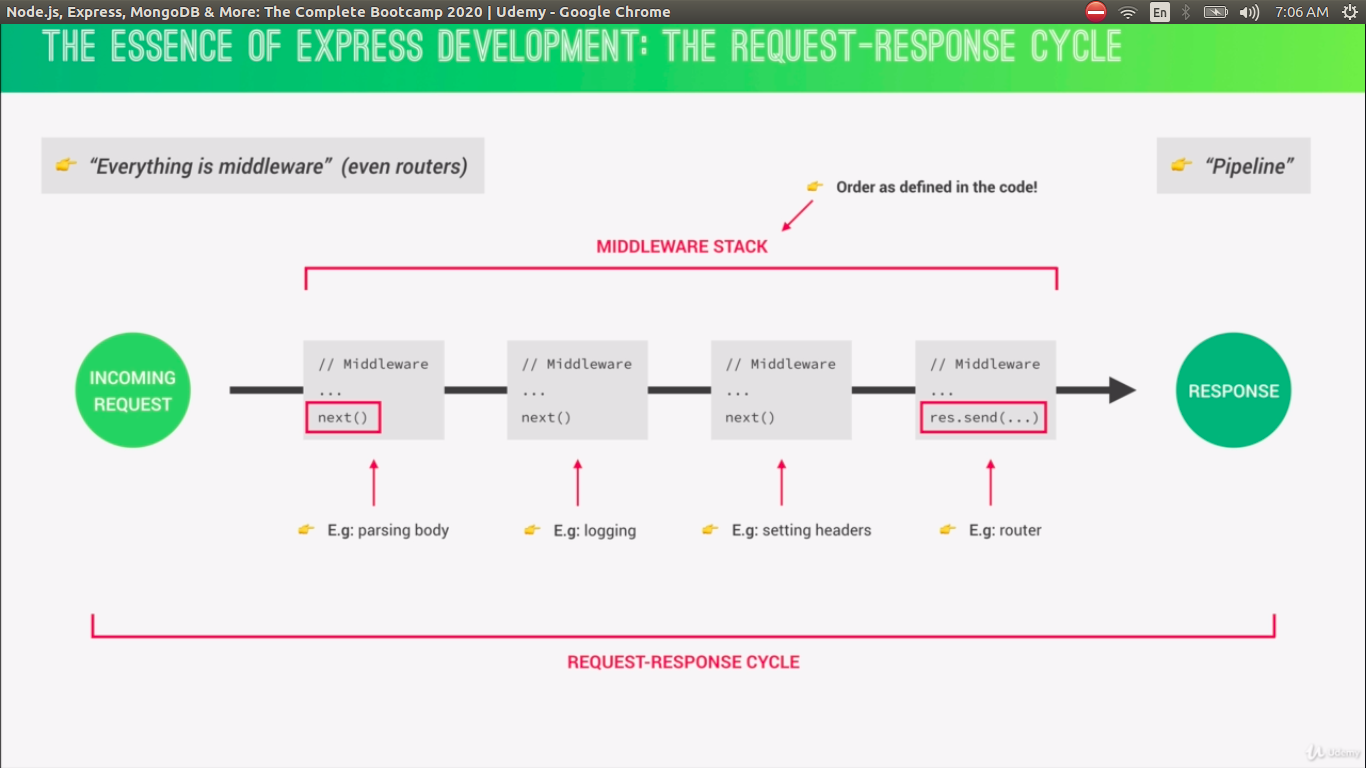 Node.js, Express, MongoDB & More: The Complete Bootcamp 2020 | Udemy - Google Chrome
En
7:06 AM
THE ESSENCE OF EXPRESS DEVELOPMENT: THE REQUEST-RESPONSE CYCLE
“Everything is middleware” (even routers)
“Pipeline”
Order as defined in the code!
MIDDLEWARE STACK
INCOMING
REQUEST
// Middleware
...
next()
// Middleware
...
next()
// Middleware
...
next()
// Middleware
...
res.send(...)
RESPONSE
E.g: parsing body
E.g: logging
E.g: setting headers
E.g: router
REQUEST-RESPONSE CYCLE
Udemy